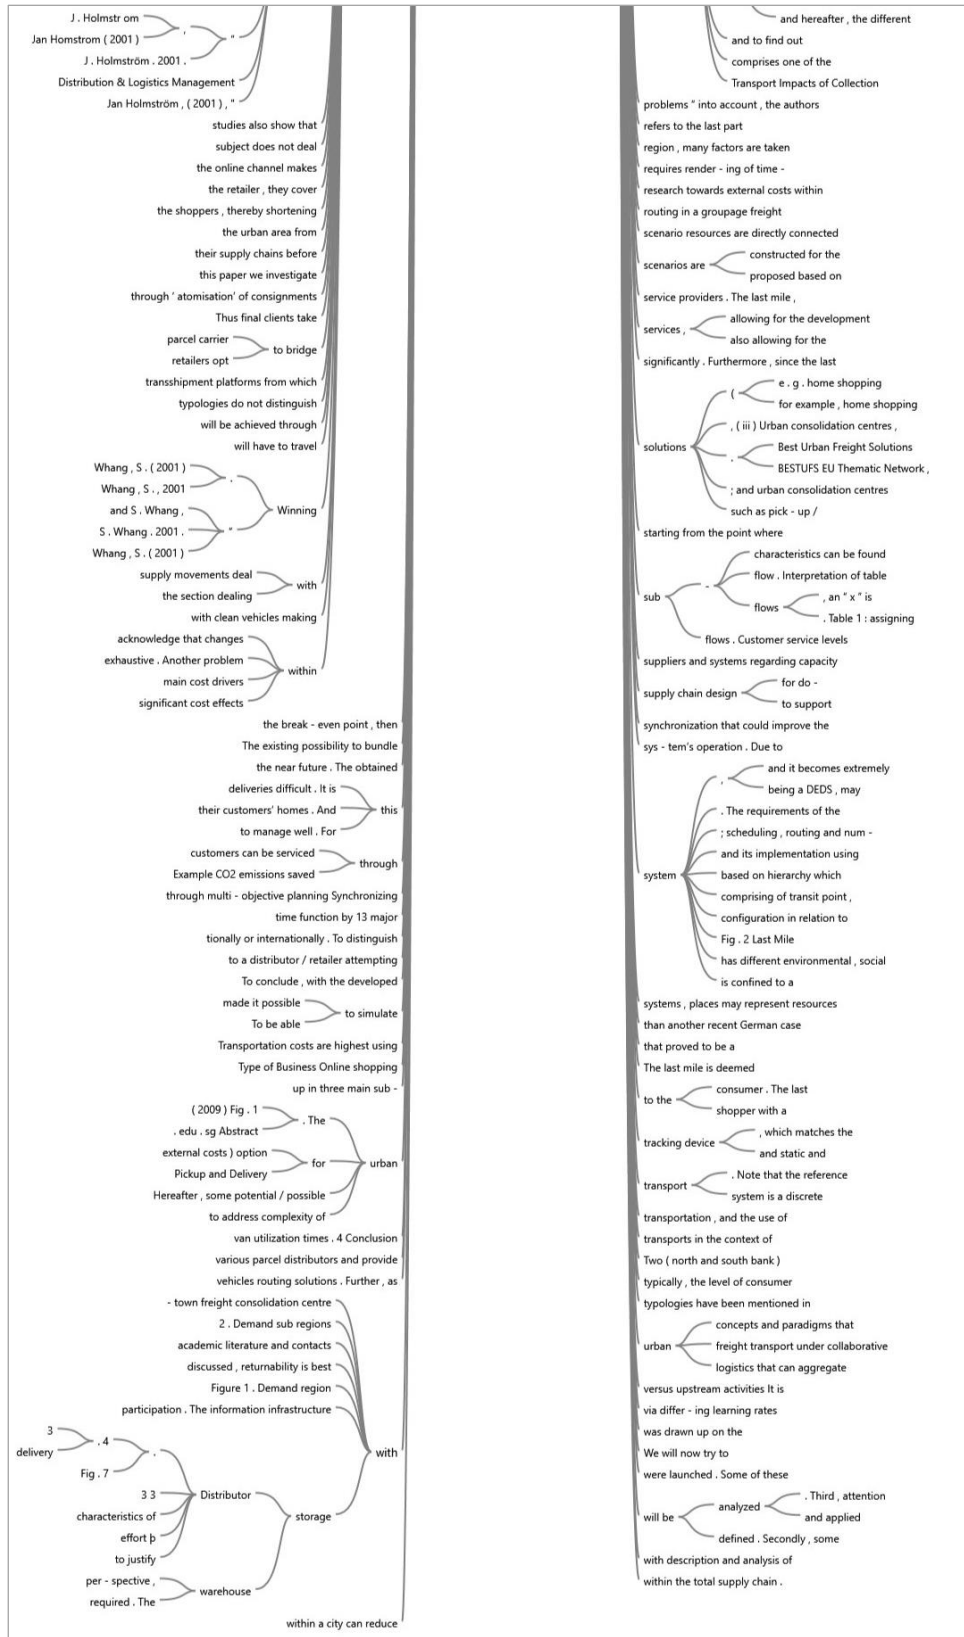 J . Holmstr om
Jan Homstrom ( 2001 )
,
"
J . Holmström . 2001 .
Distribution & Logistics Management
Jan Holmström , ( 2001 ) , "
studies also show that
subject does not deal
the online channel makes
the retailer , they cover
the shoppers , thereby shortening
the urban area from
their supply chains before
this paper we investigate
through ' atomisation' of consignments
Thus final clients take
parcel carrier
to bridge
retailers opt
transshipment platforms from which
typologies do not distinguish
will be achieved through
will have to travel
Whang , S . ( 2001 )
.
Whang , S . , 2001
and S . Whang ,
Winning
S . Whang . 2001 .
"
Whang , S . ( 2001 )
supply movements deal
with
the section dealing
with clean vehicles making
acknowledge that changes
exhaustive . Another problem
within
main cost drivers
significant cost effects
the break - even point , then
The existing possibility to bundle
the near future . The obtained
deliveries difficult . It is
their customers' homes . And
this
to manage well . For
customers can be serviced
through
Example CO2 emissions saved
through multi - objective planning Synchronizing
time function by 13 major
tionally or internationally . To distinguish
to a distributor / retailer attempting
To conclude , with the developed
made it possible
to simulate
To be able
Transportation costs are highest using
Type of Business Online shopping
up in three main sub -
( 2009 ) Fig . 1
. The
. edu . sg Abstract
external costs ) option
for
urban
Pickup and Delivery
Hereafter , some potential / possible
to address complexity of
van utilization times . 4 Conclusion
various parcel distributors and provide
vehicles routing solutions . Further , as
- town freight consolidation centre
2 . Demand sub regions
academic literature and contacts
discussed , returnability is best
Figure 1 . Demand region
participation . The information infrastructure
3
. 4
delivery
.
with
Fig . 7
3 3
Distributor
characteristics of
storage
effort þ
to justify
per - spective ,
warehouse
required . The
within a city can reduce
and hereafter , the different
and to find out
comprises one of the
Transport Impacts of Collection
problems " into account , the authors
refers to the last part
region , many factors are taken
requires render - ing of time -
research towards external costs within
routing in a groupage freight
scenario resources are directly connected
constructed for the
scenarios are
proposed based on
service providers . The last mile ,
allowing for the development
services ,
also allowing for the
significantly . Furthermore , since the last
e . g . home shopping
(
for example , home shopping
, ( iii ) Urban consolidation centres ,
solutions
Best Urban Freight Solutions
.
BESTUFS EU Thematic Network ,
; and urban consolidation centres
such as pick - up /
starting from the point where
characteristics can be found
-
flow . Interpretation of table
sub
, an " x " is
flows
. Table 1 : assigning
flows . Customer service levels
suppliers and systems regarding capacity
for do -
supply chain design
to support
synchronization that could improve the
sys - tem's operation . Due to
and it becomes extremely
,
being a DEDS , may
. The requirements of the
; scheduling , routing and num -
and its implementation using
system
based on hierarchy which
comprising of transit point ,
configuration in relation to
Fig . 2 Last Mile
has different environmental , social
is confined to a
systems , places may represent resources
than another recent German case
that proved to be a
The last mile is deemed
consumer . The last
to the
shopper with a
, which matches the
tracking device
and static and
. Note that the reference
transport
system is a discrete
transportation , and the use of
transports in the context of
Two ( north and south bank )
typically , the level of consumer
typologies have been mentioned in
concepts and paradigms that
urban
freight transport under collaborative
logistics that can aggregate
versus upstream activities It is
via differ - ing learning rates
was drawn up on the
We will now try to
were launched . Some of these
. Third , attention
analyzed
will be
and applied
defined . Secondly , some
with description and analysis of
within the total supply chain .